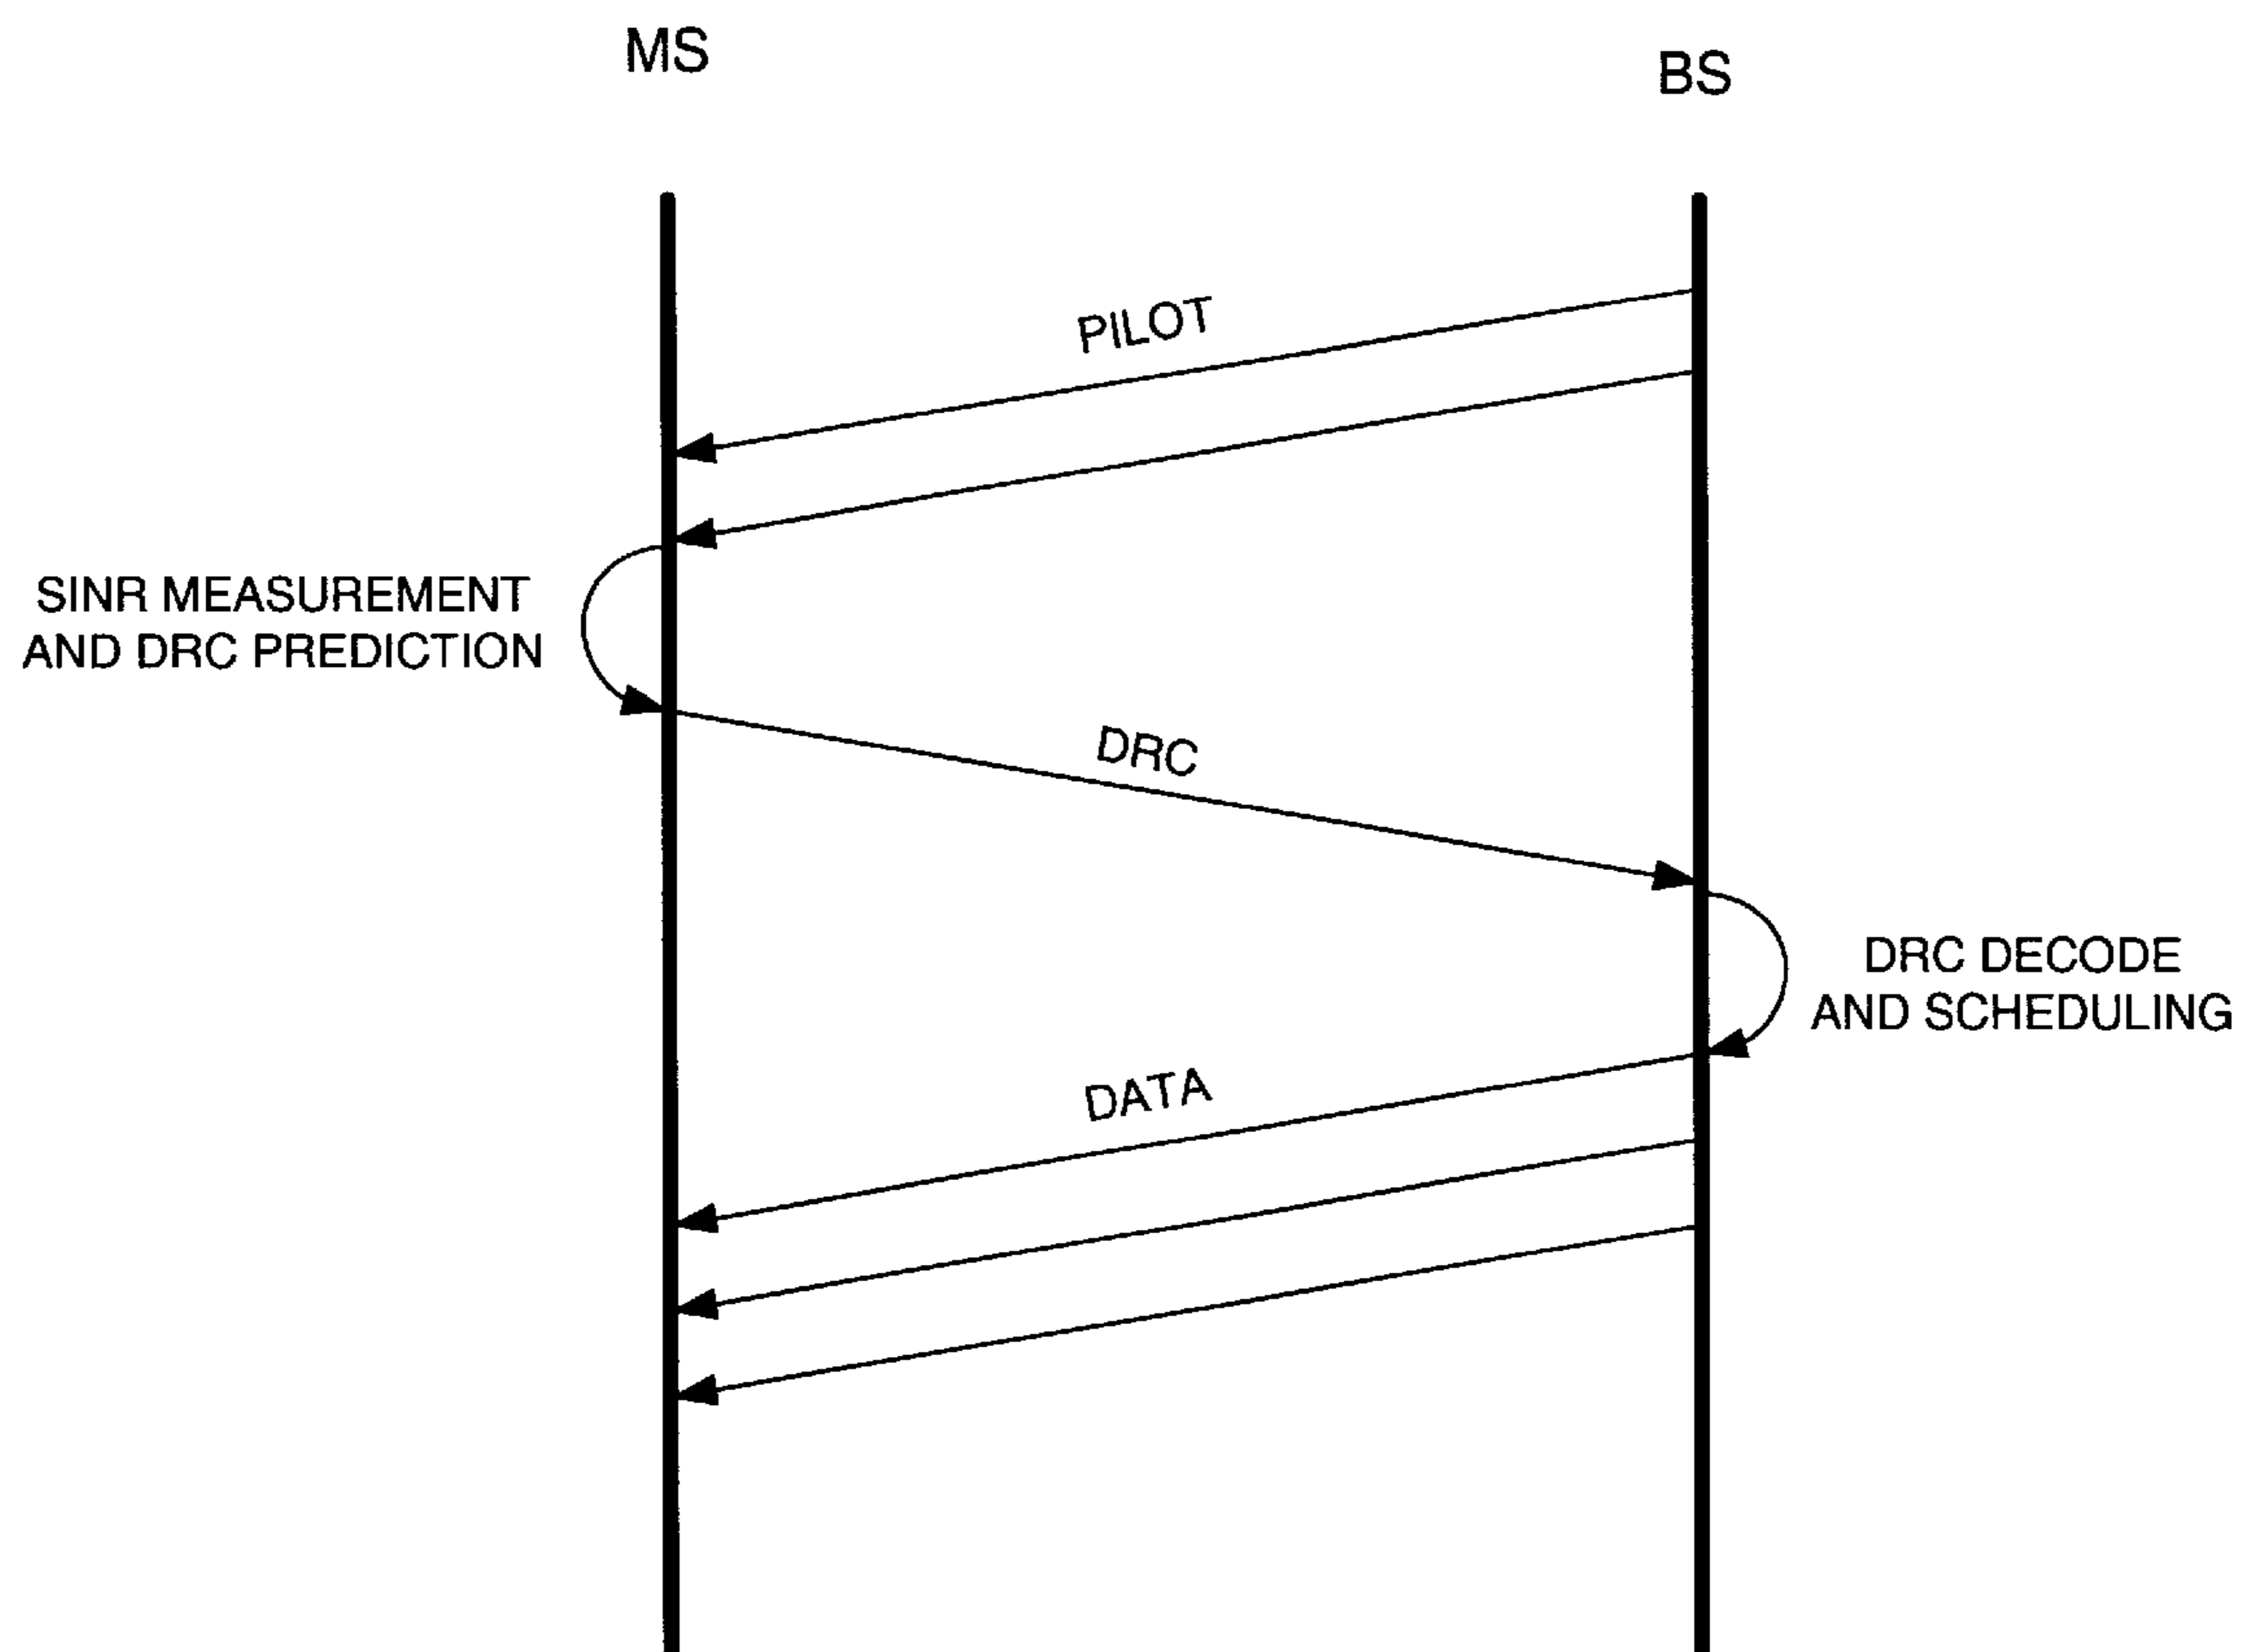 MS
BS
PILOT
SINR MEASUREMENT
AND DRC PREDICTION
DRC
DRC DECODE
AND SCHEDULING
DATA